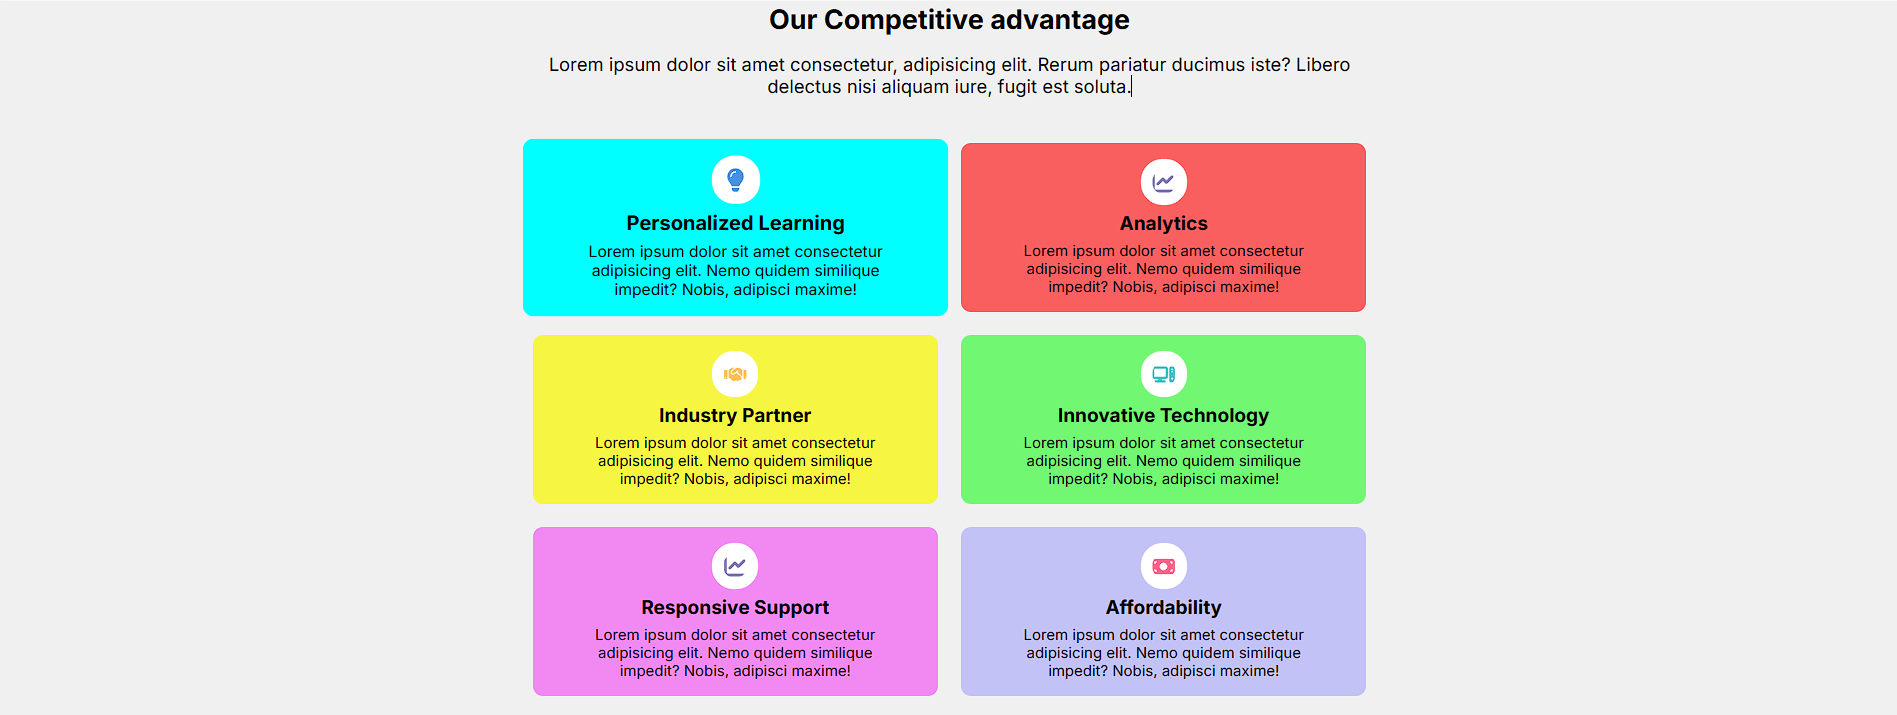 Our Competitive advantage
Lorem ipsum dolor sit amet consectetur, adipisicing elit. Rerum pariatur ducimus iste? Libero
delectus nisi aliquam iure, fugit est soluta.
Personalized Learning
Lorem ipsum dolor sit amet consectetur
adipisicing elit. Nemo quidem similique
impedit? Nobis, adipisci maxime!
Analytics
Lorem ipsum dolor sit amet consectetur
adipisicing elit. Nemo quidem similique
impedit? Nobis, adipisci maxime!
Industry Partner
Lorem ipsum dolor sit amet consectetur
adipisicing elit. Nemo quidem similique
impedit? Nobis, adipisci maxime!
Innovative Technology
Lorem ipsum dolor sit amet consectetur
adipisicing elit. Nemo quidem similique
impedit? Nobis, adipisci maxime!
Responsive Support
Lorem ipsum dolor sit amet consectetur
adipisicing elit. Nemo quidem similique
impedit? Nobis, adipisci maxime!
Affordability
Lorem ipsum dolor sit amet consectetur
adipisicing elit. Nemo quidem similique
impedit? Nobis, adipisci maxime!